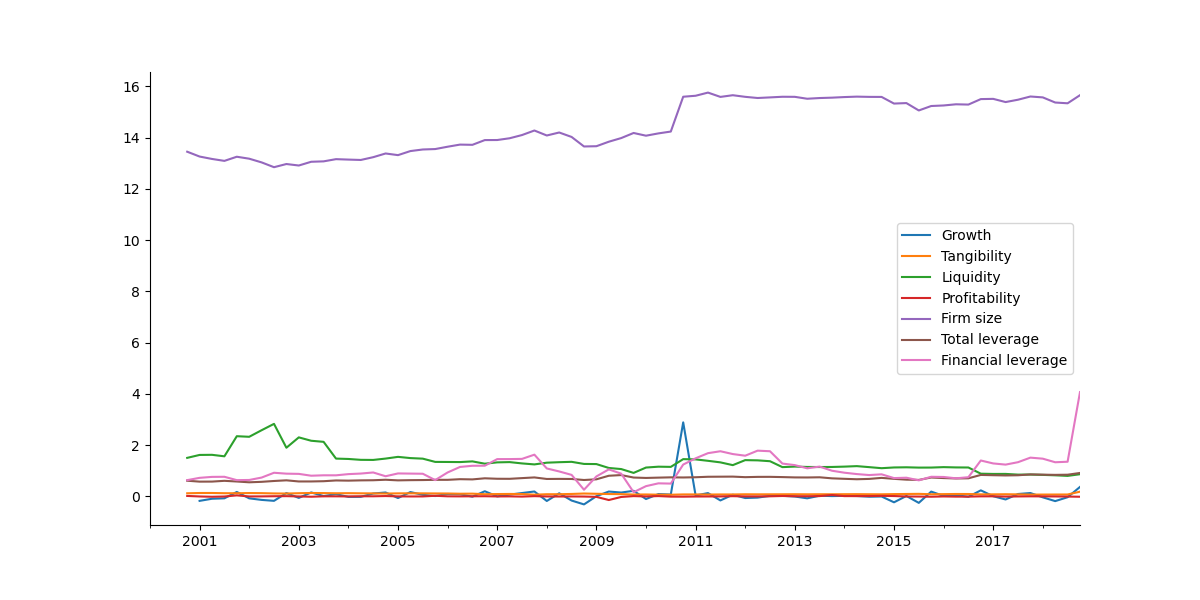 16
14
12
10
8
6
4
2
0
Growth
Tangibility
Liquidity
Profitability
Firm size
Total leverage
Financial leverage
2001 2003 2005 2007 2009 2011 2013 2015 2017